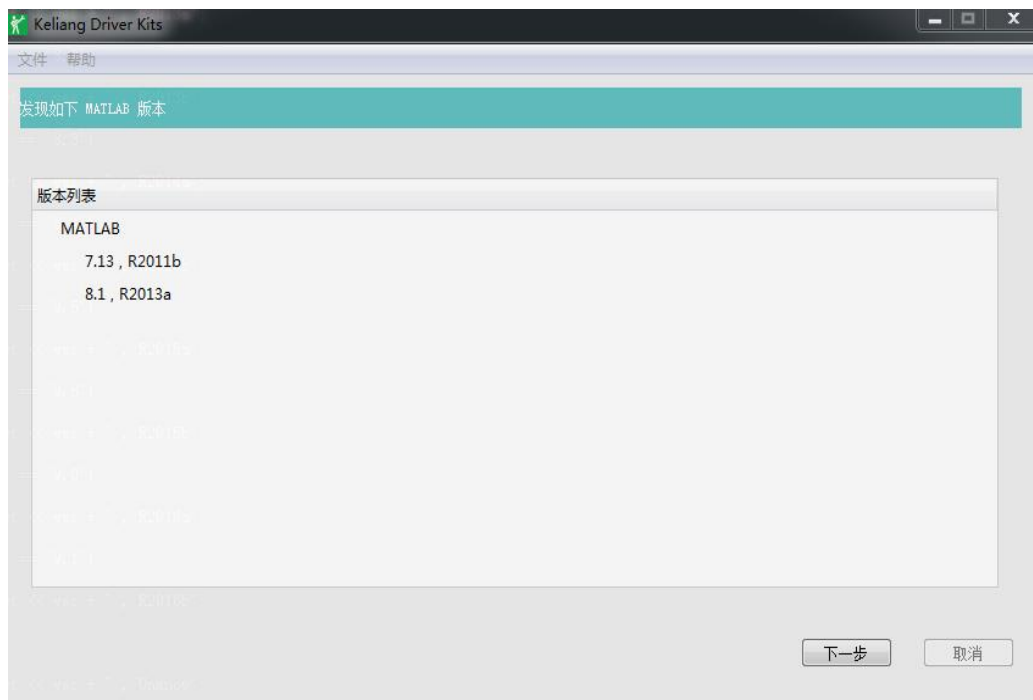 Keliang Driver Kits
文件 帮助
发现如下 MATLAB 版本
版本列表
MATLAB
7.13 , R2011b
8.1 , R2013a
下一步 取消